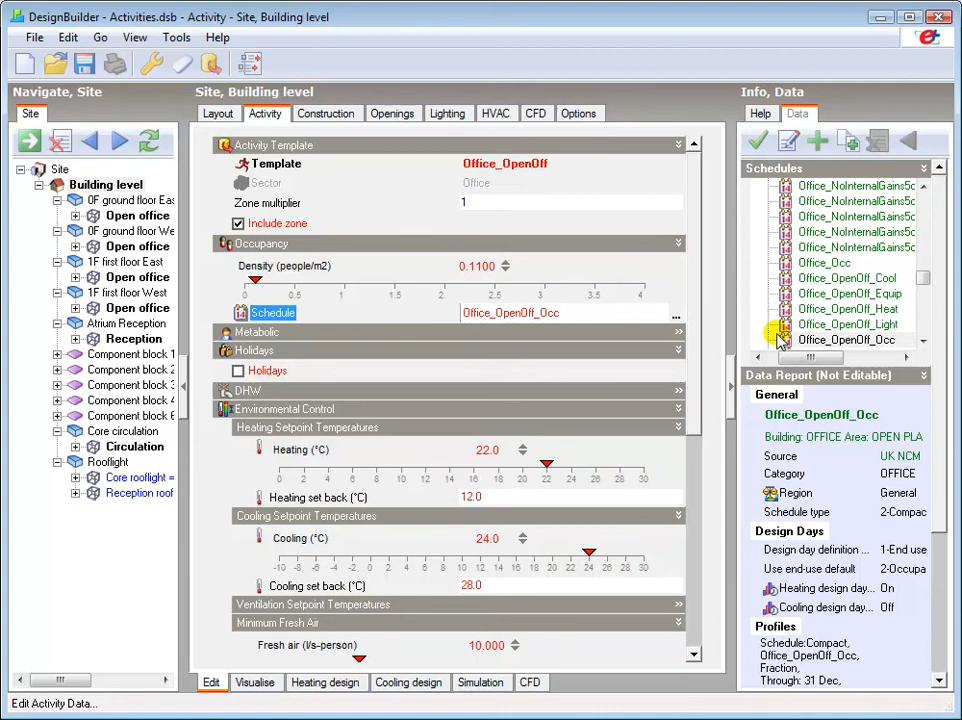 DesignBuilder - Activities.dsb - Activity - Site, Building level
File Edit Go View Tools Help
Navigate, Site
Site
Site
Building level
0F ground floor Eas
Open office
0F ground floor We
Open office
1F first floor East
Open office
1F first floor West
Open office
Atrium Reception
Reception
Component block 1
Component block 2
Component block 3
Component block 4
Component block 5
Component block 6
Core circulation
Circulation
Rooflight
Core rooflight =
Reception roof
Site, Building level
Layout Activity Construction Openings Lighting HVAC CFD Options
Activity Template
Template Office_OpenOff
Sector Office
Zone multiplier 1
Include zone
Occupancy
Density (people/m2) 0.1100
0 0.5 1 1.5 2 2.5 3 3.5 4
Schedule Office_OpenOff_Occ ...
Metabolic
Holidays
Holidays
DHW
Environmental Control
Heating Setpoint Temperatures
Heating (°C) 22.0
0 2 4 6 8 10 12 14 16 18 20 22 24 26 28 30
Heating set back (°C) 12.0
Cooling Setpoint Temperatures
Cooling (°C) 24.0
-10 -8 -6 -4 -2 0 2 4 6 8 10 12 14 16 18 20 22 24 26 28 30
Cooling set back (°C) 28.0
Ventilation Setpoint Temperatures
Minimum Fresh Air
Fresh air (l/s-person) 10.000
Edit Visualise Heating design Cooling design Simulation CFD
Info, Data
Help Data
Schedules
Office_NoInternalGains5c
Office_NoInternalGains5c
Office_NoInternalGains5c
Office_NoInternalGains5c
Office_NoInternalGains5c
Office_Occ
Office_OpenOff_Cool
Office_OpenOff_Equip
Office_OpenOff_Heat
Office_OpenOff_Light
Office_OpenOff_Occ
Data Report (Not Editable)
General
Office_OpenOff_Occ
Building: OFFICE Area: OPEN PLA
Source UK NCM
Category OFFICE
Region General
Schedule type 2-Compac
Design Days
Design day definition ... 1-End use
Use end-use default 2-Occupa
Heating design day... On
Cooling design day... Off
Profiles
Schedule:Compact,
Office_OpenOff_Occ,
Fraction,
Through: 31 Dec,
Edit Activity Data...